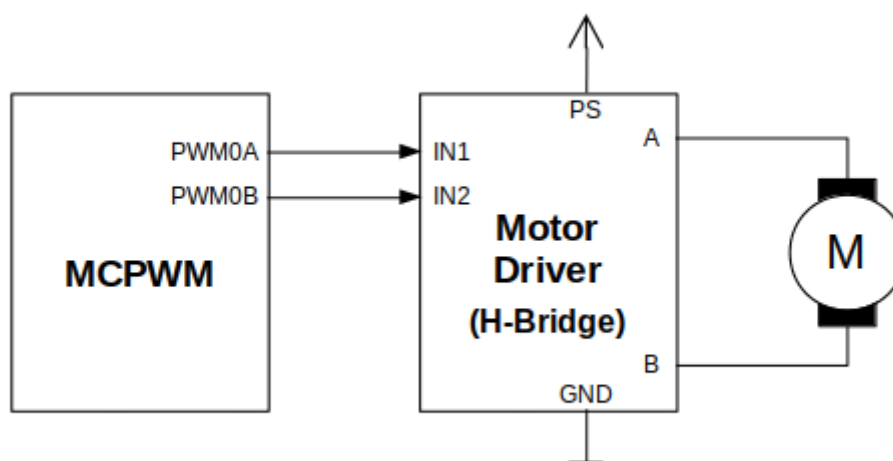 PS
PWM0A
IN1
A
PWM0B
IN2
Motor
Driver
(H-Bridge)
MCPWM
M
B
GND